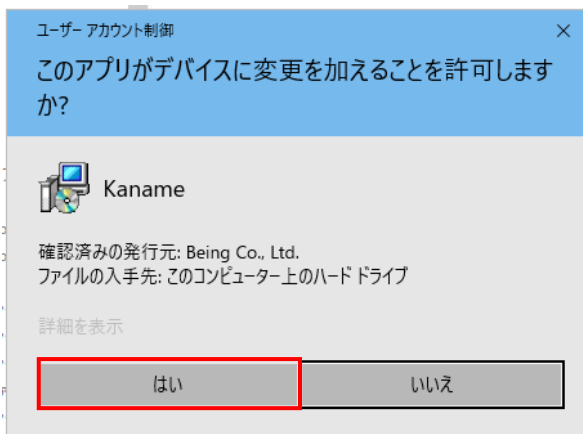 ユーザー アカウント制御
このアプリがデバイスに変更を加えることを許可します
か?
Kaname
確認済みの発行元: Being Co., Ltd.
ファイルの入手先: このコンピューター上のハード ドライブ
詳細を表示
はい
いいえ